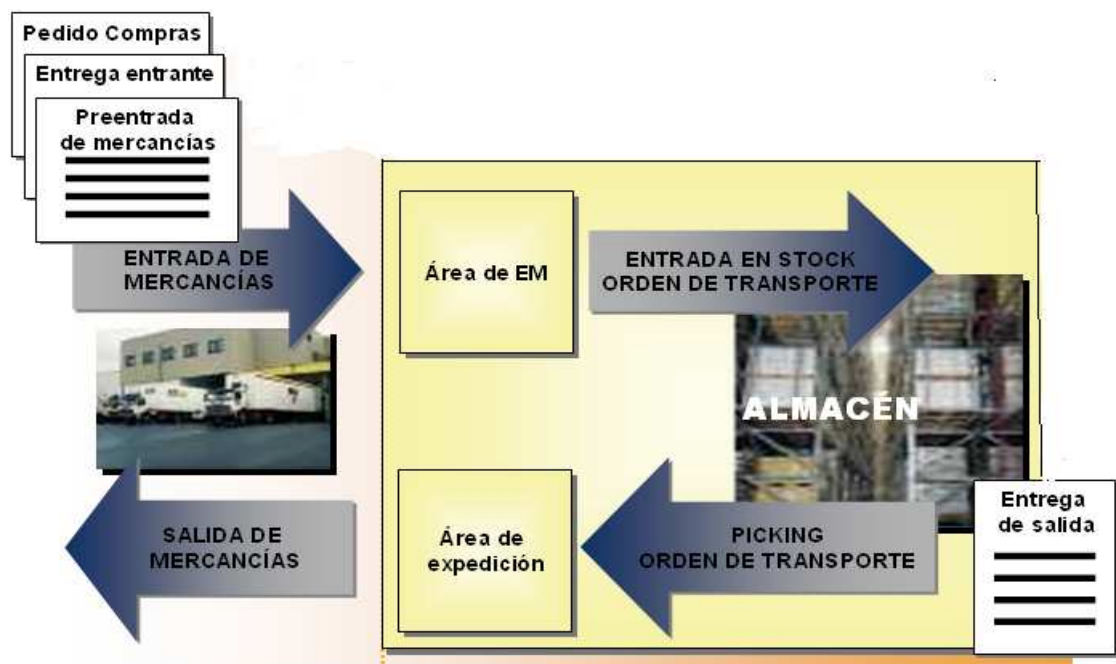 Pedido Compras
Entrega entrante
Preentrada
de mercancías
ENTRADA DE
MERCANCÍAS
Área de EM
ENTRADA EN STOCK
ORDEN DE TRANSPORTE
ALMACÉN
SALIDA DE
MERCANCÍAS
Área de
expedición
PICKING
ORDEN DE TRANSPORTE
Entrega
de salida